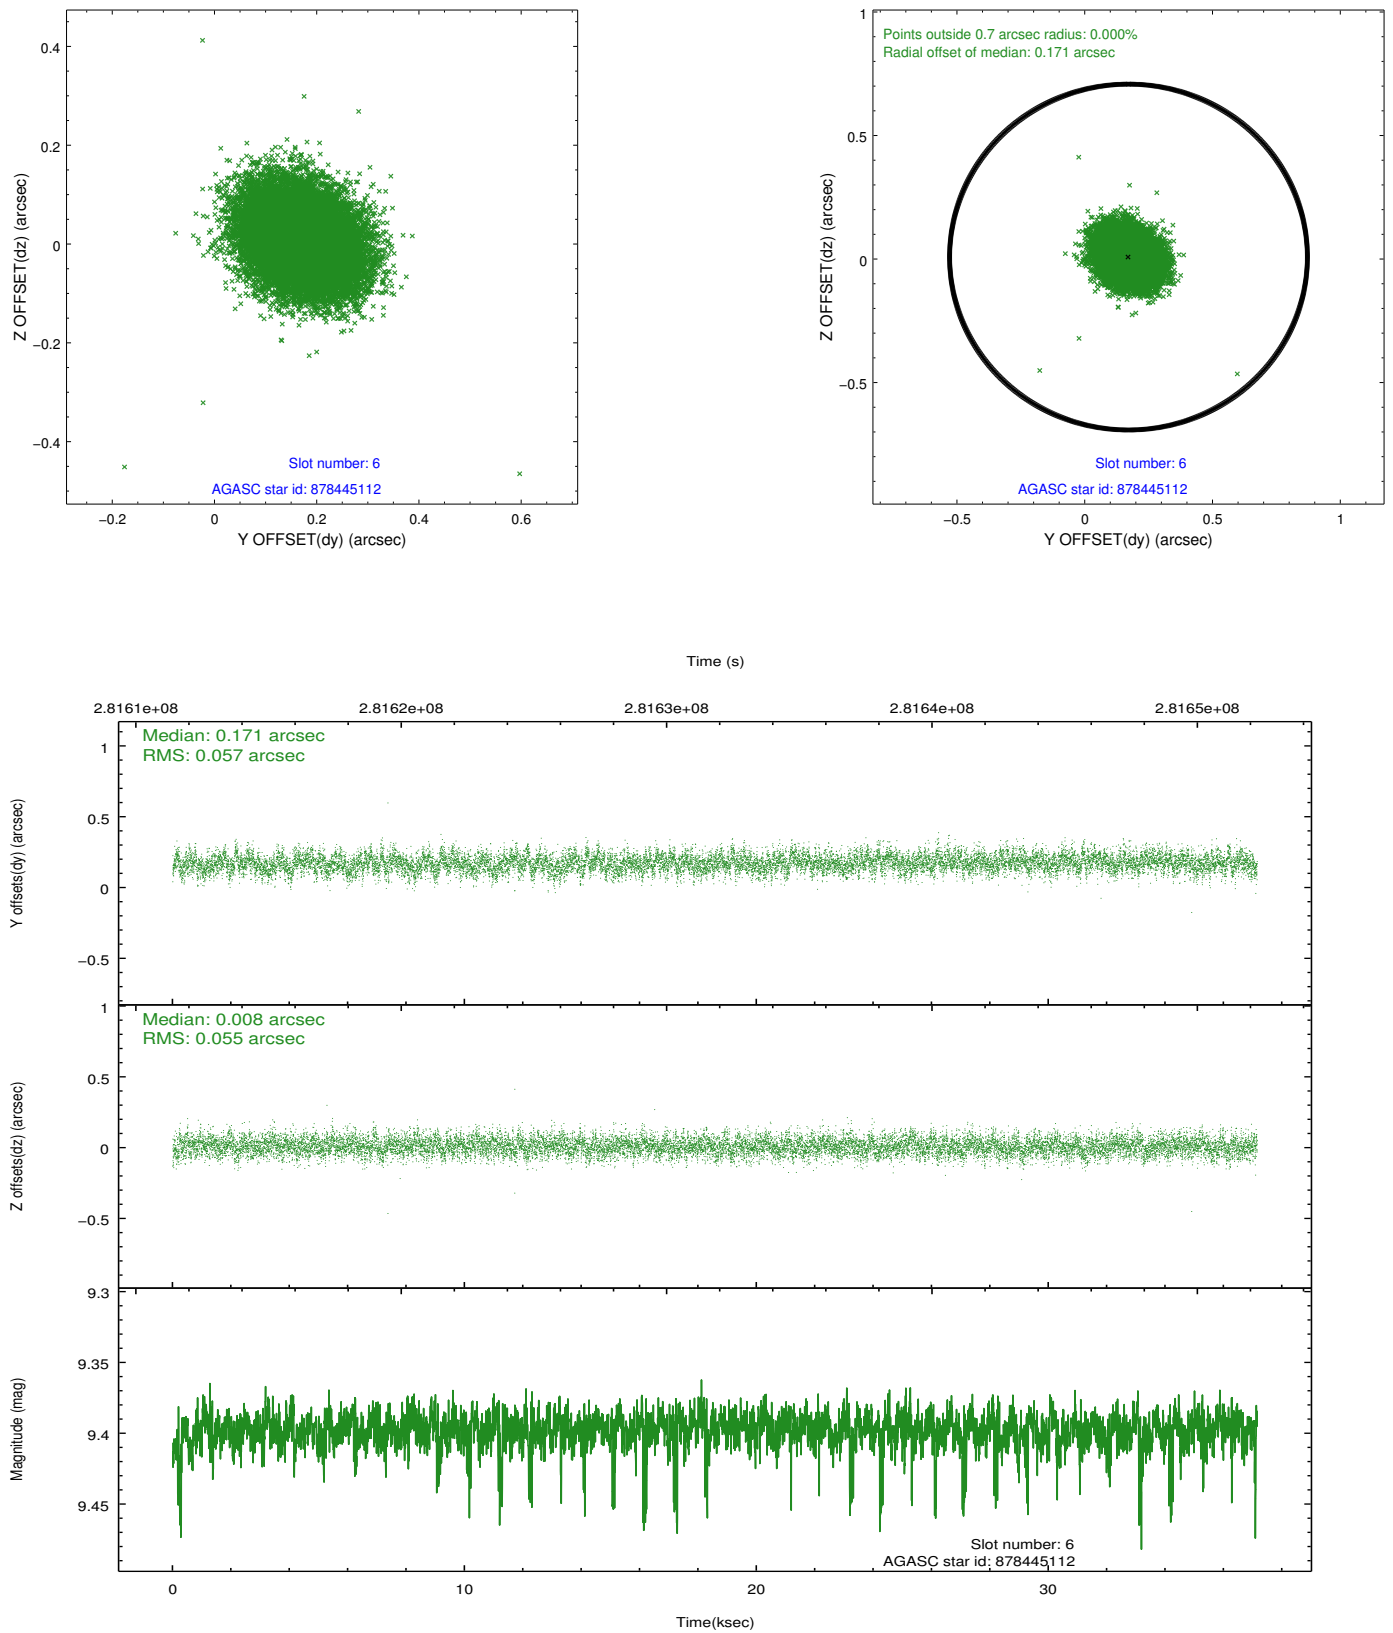 0.4
0.2
0
−0.2
−0.4
Z OFFSET(dz) (arcsec)
Slot number: 6
AGASC star id: 878445112
−0.2 0 0.2 0.4 0.6
Y OFFSET(dy) (arcsec)
Points outside 0.7 arcsec radius: 0.000%
Radial offset of median: 0.171 arcsec
1
0.5
0
−0.5
Z OFFSET(dz) (arcsec)
Slot number: 6
AGASC star id: 878445112
−0.5 0 0.5 1
Y OFFSET(dy) (arcsec)
Time (s)
2.8161e+08 2.8162e+08 2.8163e+08 2.8164e+08 2.8165e+08
Median: 0.171 arcsec
RMS: 0.057 arcsec
1
0.5
0
−0.5
Y offsets(dy) (arcsec)
Median: 0.008 arcsec
RMS: 0.055 arcsec
1
0.5
0
−0.5
Z offsets(dz) (arcsec)
9.3
9.35
9.4
9.45
Magnitude (mag)
Slot number: 6
AGASC star id: 878445112
0 10 20 30
Time(ksec)